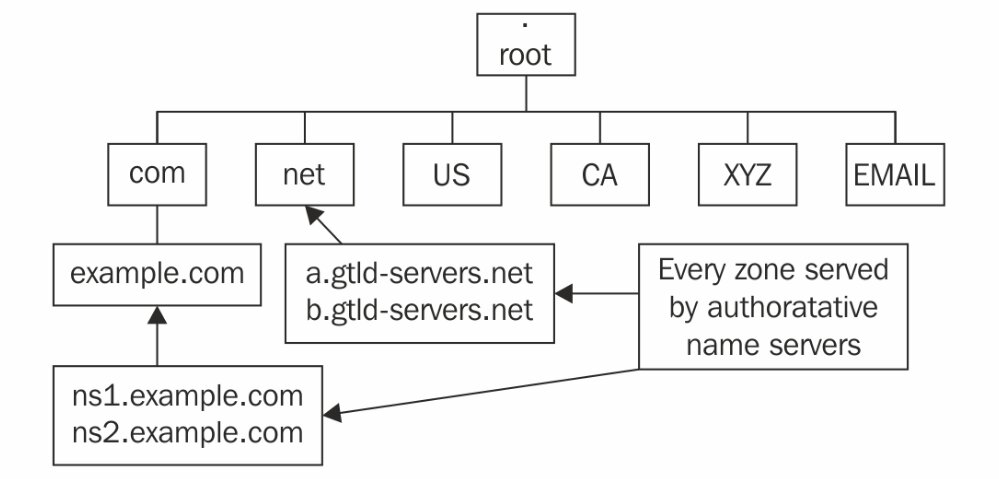 .
root
com
net
US
CA
XYZ
EMAIL
example.com
a.gtld-servers.net
b.gtld-servers.net
Every zone served
by authoratative
name servers
ns1.example.com
ns2.example.com